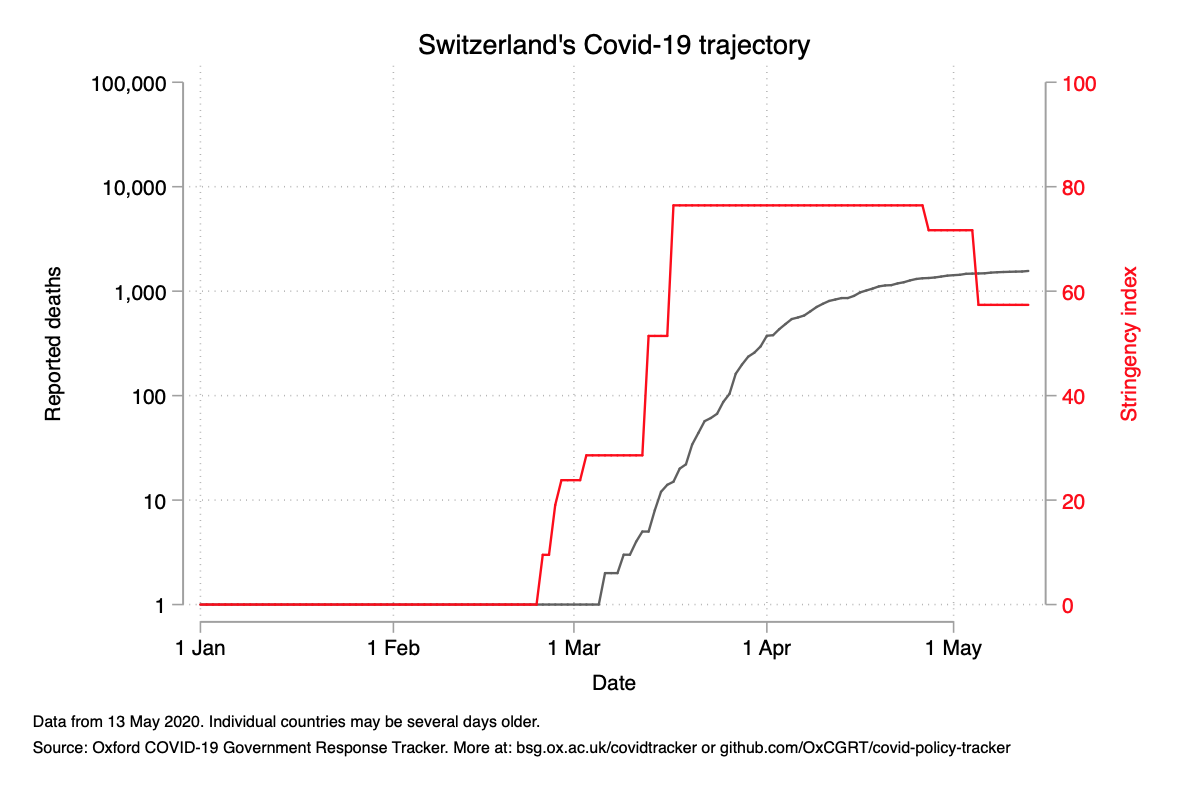 Switzerland's Covid-19 trajectory
100,000
10,000
1,000
100
10
1
Reported deaths
100
80
60
40
20
0
Stringency index
1 Jan
1 Feb
1 Mar
1 Apr
1 May
Date
Data from 13 May 2020. Individual countries may be several days older.
Source: Oxford COVID-19 Government Response Tracker. More at: bsg.ox.ac.uk/covidtracker or github.com/OxCGRT/covid-policy-tracker